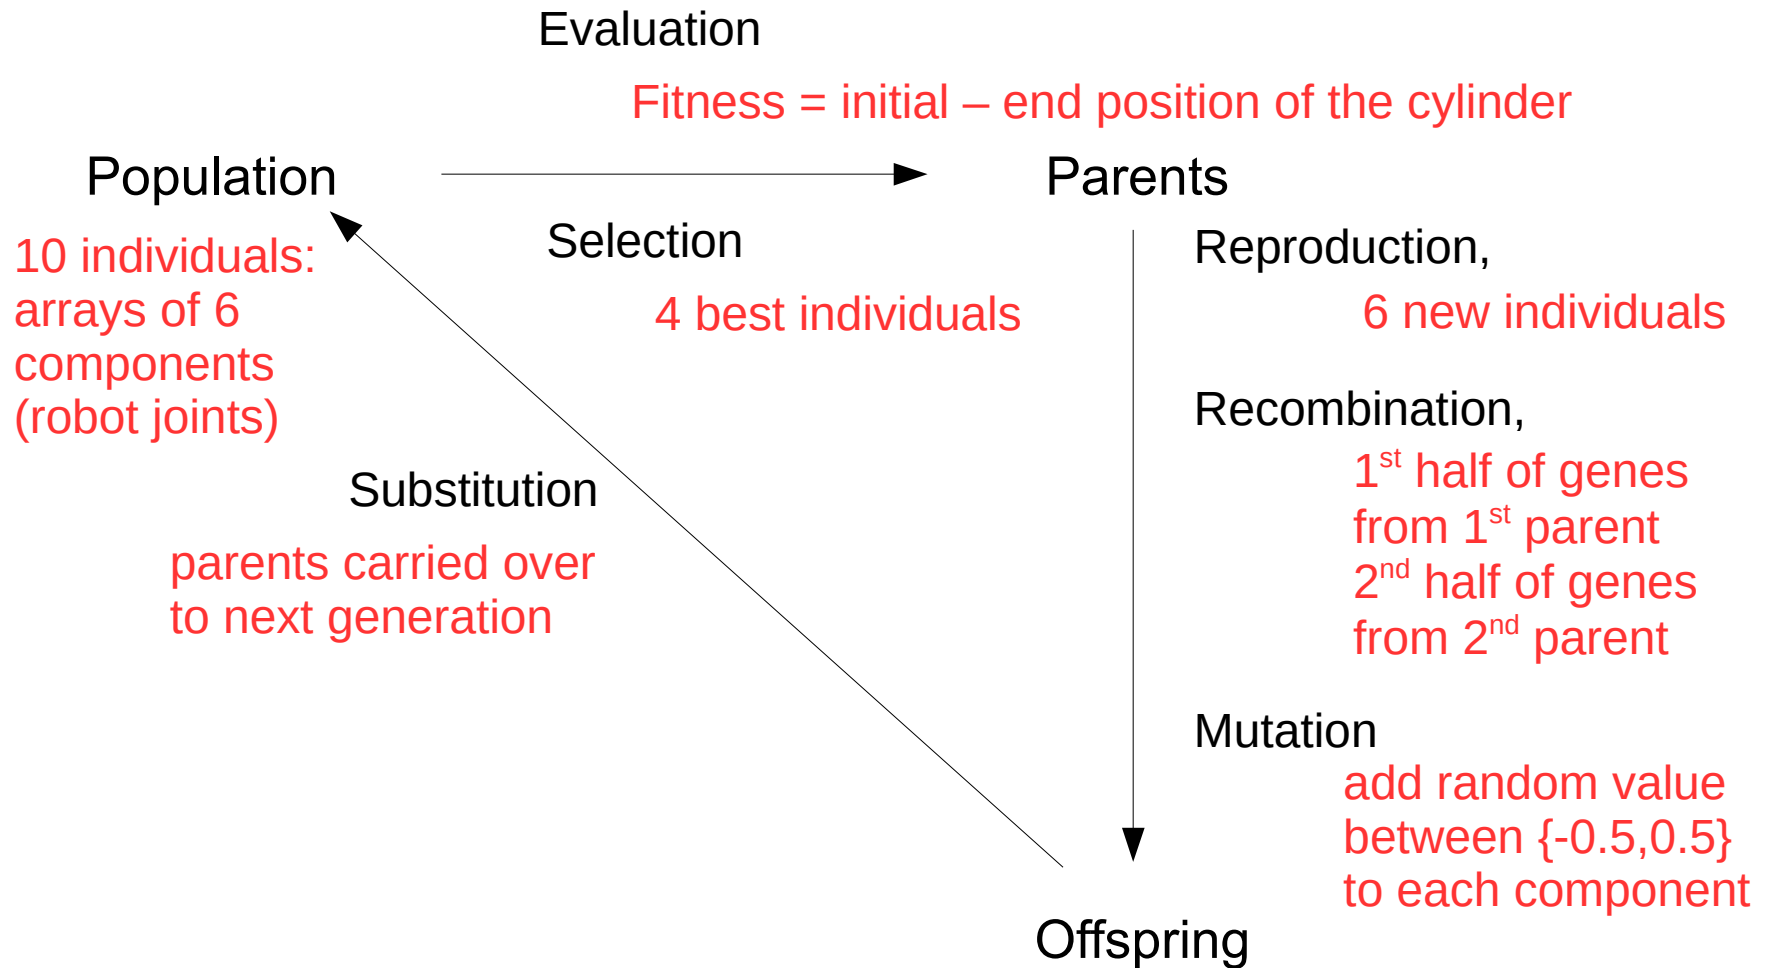 Evaluation
Fitness = initial – end position of the cylinder
Population
Parents
10 individuals:
arrays of 6
components
(robot joints)
Selection
4 best individuals
Reproduction,
6 new individuals
Recombination,
1st half of genes
from 1st parent
2nd half of genes
from 2nd parent
Substitution
parents carried over
to next generation
Mutation
add random value
between {-0.5,0.5}
to each component
Offspring